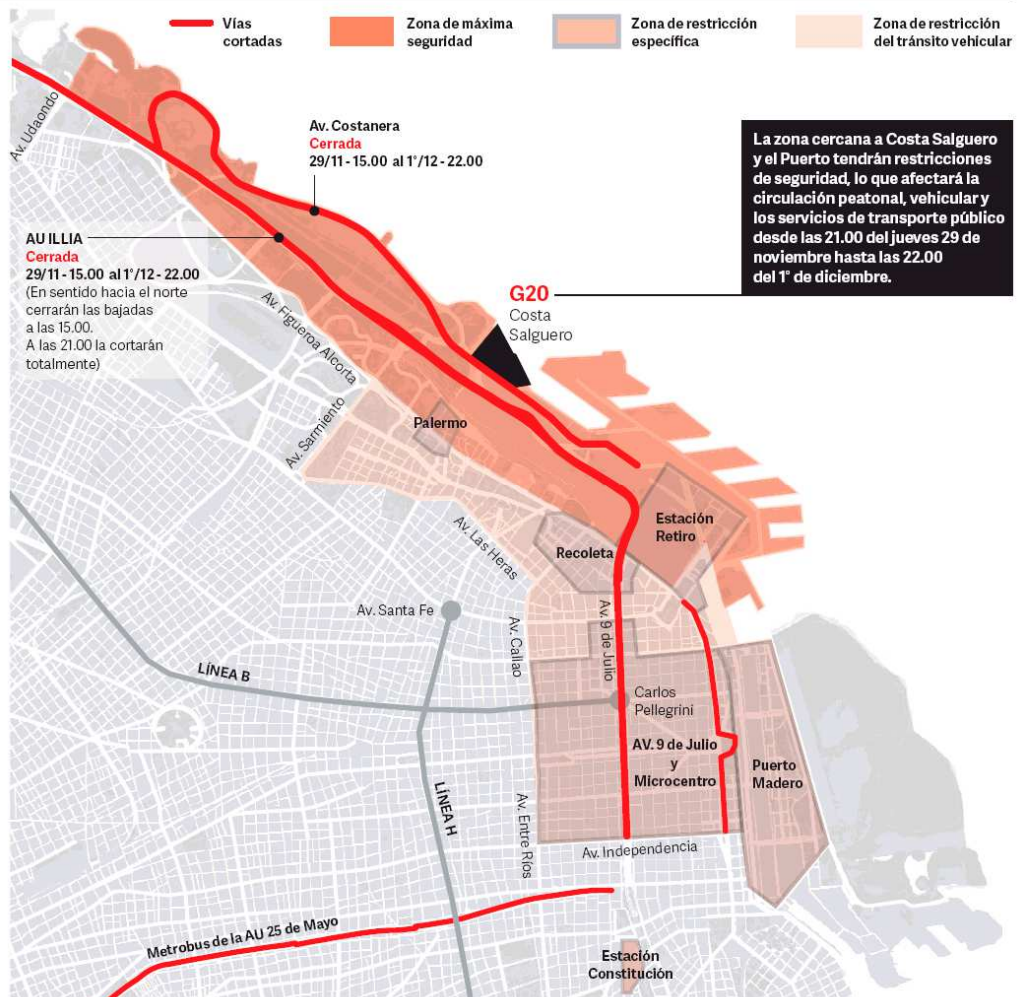 Vías
cortadas
Zona de máxima
seguridad
Zona de restricción
específica
Zona de restricción
del tránsito vehicular
Av. Udaondo
Av. Costanera
Cerrada
29/11 - 15.00 al 1°/12 - 22.00
La zona cercana a Costa Salguero
y el Puerto tendrán restricciones
de seguridad, lo que afectará la
circulación peatonal, vehicular y
los servicios de transporte público
desde las 21.00 del jueves 29 de
noviembre hasta las 22.00
del 1° de diciembre.
AU ILLIA
Cerrada
29/11 - 15.00 al 1°/12 - 22.00
(En sentido hacia el norte
cerrarán las bajadas
a las 15.00.
A las 21.00 la cortarán
totalmente)
G20
Costa
Salguero
Av. Figueroa Alcorta
Av. Sarmiento
Palermo
Av. Las Heras
Recoleta
Estación
Retiro
Av. Santa Fe
Av. Callao
Av. 9 de Julio
LÍNEA B
Carlos
Pellegrini
AV. 9 de Julio
y
Microcentro
Puerto
Madero
LÍNEA H
Av. Entre Ríos
Av. Independencia
Metrobus de la AU 25 de Mayo
Estación
Constitución